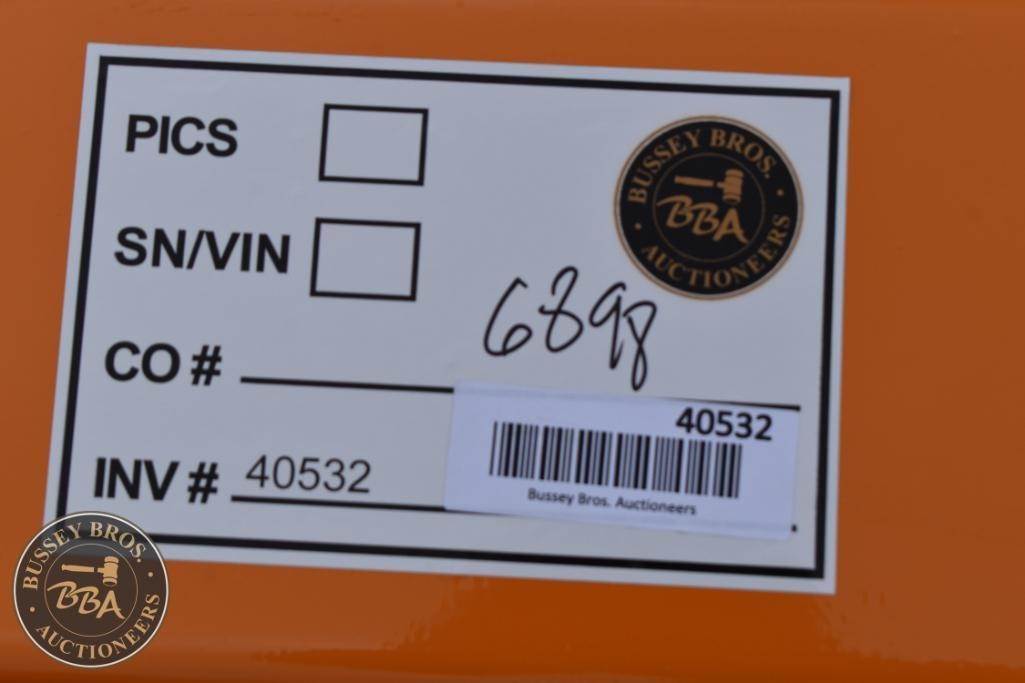 PICS
BUSSEY BROS.
BBA
AUCTIONEERS
SN/VIN
6898
CO #
40532
INV # 40532
Bussey Bros. Auctioneers
BUSSEY BROS.
BBA
AUCTIONEERS